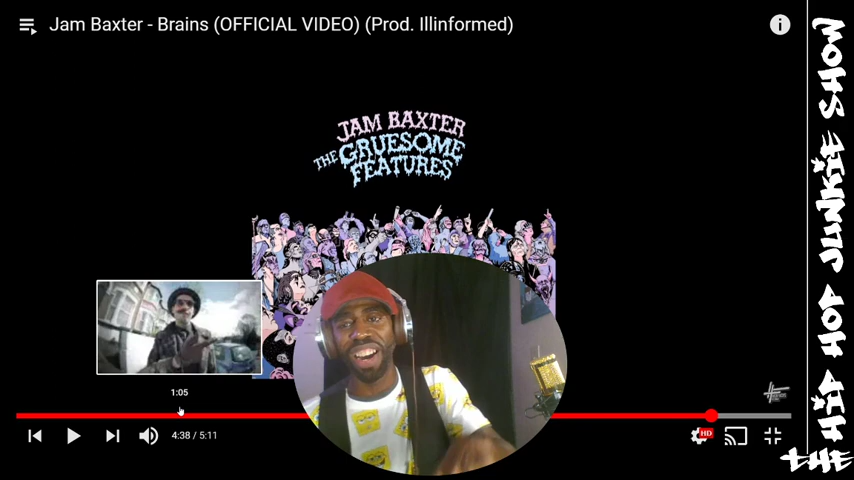 Jam Baxter - Brains (OFFICIAL VIDEO) (Prod. Illinformed)
JAM BAXTER
THE GRUESOME
FEATURES
1:05
4:38 / 5:11
HD
THE HIP HOP JUNKIE SHOW